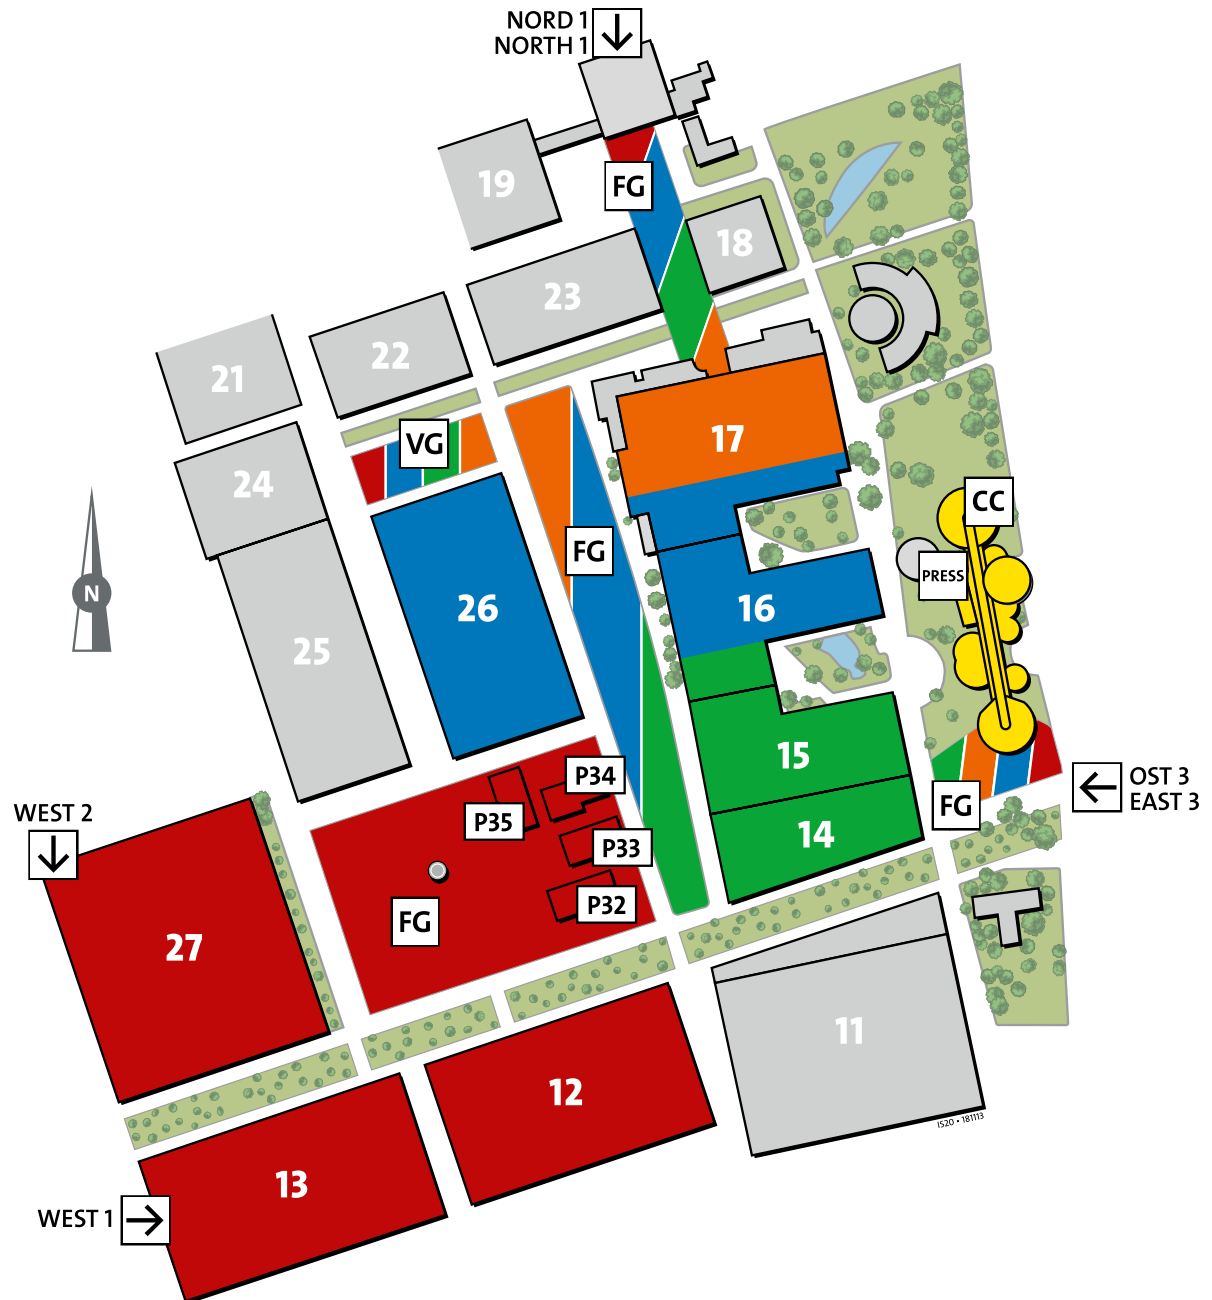 NORD 1
NORTH 1
19
FG
18
23
22
21
VG
17
24
CC
FG
PRESS
N
26
16
25
15
P34
OST 3
EAST 3
FG
WEST 2
P35
14
P33
P32
FG
27
11
12
IS20 • 181113
13
WEST 1